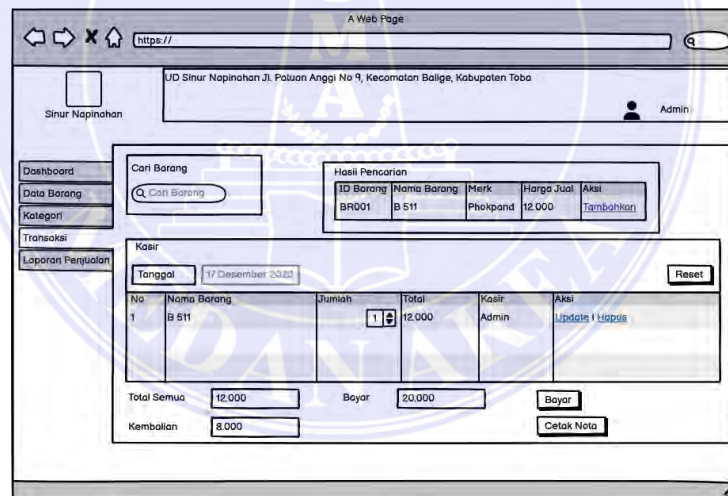 A Web Page
https://
UD Sinur Napinahan Jl. Patuan Anggi No 9, Kecamatan Balige, Kabupaten Toba
Sinur Napinahan
Admin
Dashboard
Data Barang
Kategori
Transaksi
Laporan Penjualan
Cari Barang
Cari Barang
Hasil Pencarian
ID Barang Nama Barang Merk Harga Jual Aksi
BR001 B 511 Phokpand 12.000 Tambahkan
Kasir
Tanggal 17 Desember 2020 Reset
No Nama Barang Jumlah Total Kasir Aksi
1 B 511 1 12.000 Admin Update | Hapus
Total Semua 12.000 Bayar 20.000 Bayar
Kembalian 8.000 Cetak Nota
MEDAN AREA